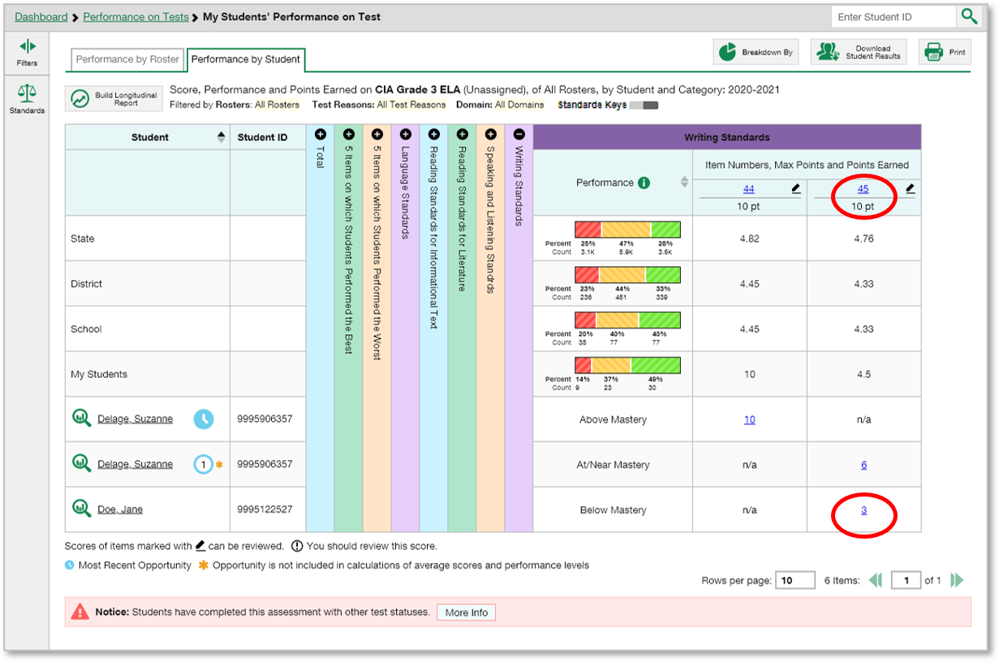 Dashboard > Performance on Tests > My Students' Performance on Test
Enter Student ID
Filters
Standards
Performance by Roster
Performance by Student
Breakdown By
Download Student Results
Print
Build Longitudinal Report
Score, Performance and Points Earned on CIA Grade 3 ELA (Unassigned), of All Rosters, by Student and Category: 2020-2021
Filtered by Rosters: All Rosters Test Reasons: All Test Reasons Domain: All Domains Standards Keys
Student
Student ID
Total
5 Items on which Students Performed the Best
5 Items on which Students Performed the Worst
Language Standards
Reading Standards for Informational Text
Reading Standards for Literature
Speaking and Listening Standrds
Writing Standards
Writing Standards
Performance
Item Numbers, Max Points and Points Earned
44 45
10 pt 10 pt
State
Percent 25% 47% 28%
Count 3.1k 5.9k 3.5k
4.82 4.76
District
Percent 23% 44% 33%
Count 236 451 339
4.45 4.33
School
Percent 20% 40% 40%
Count 38 77 77
4.45 4.33
My Students
Percent 14% 37% 49%
Count 9 23 30
10 4.5
Delage, Suzanne 9995906357 Above Mastery 10 n/a
Delage, Suzanne 1 9995906357 At/Near Mastery n/a 6
Doe, Jane 9995122527 Below Mastery n/a 3
Scores of items marked with can be reviewed. You should review this score.
Most Recent Opportunity Opportunity is not included in calculations of average scores and performance levels
Rows per page: 10 6 Items: 1 of 1
Notice: Students have completed this assessment with other test statuses. More Info